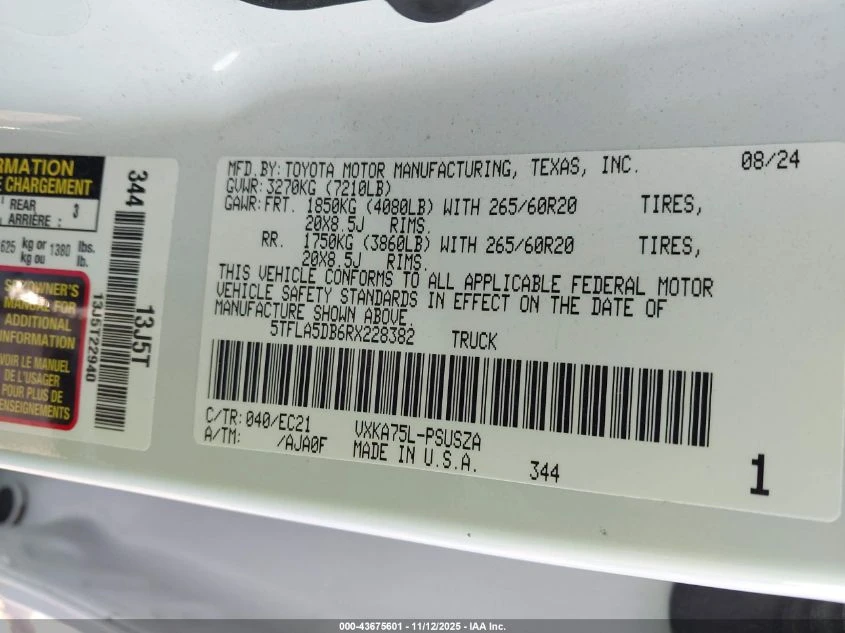 RMATION
E CHARGEMENT
REAR
ARRIÈRE : 3
625 kg or 1380 lbs.
kg ou lb.
SEE OWNER'S
MANUAL FOR
ADDITIONAL
INFORMATION
VOIR LE MANUEL
DE L'USAGER
POUR PLUS DE
RENSEIGNEMENTS
344
13J5T
13J5T22940
MFD.BY:TOYOTA MOTOR MANUFACTURING, TEXAS, INC. 08/24
GVWR:3270KG (7210LB)
GAWR:FRT. 1850KG (4080LB) WITH 265/60R20 TIRES,
20X8.5J RIMS.
RR. 1750KG (3860LB) WITH 265/60R20 TIRES,
20X8.5J RIMS.
THIS VEHICLE CONFORMS TO ALL APPLICABLE FEDERAL MOTOR
VEHICLE SAFETY STANDARDS IN EFFECT ON THE DATE OF
MANUFACTURE SHOWN ABOVE.
5TFLA5DB6RX228382 TRUCK
C/TR:040/EC21 VXKA75L-PSUSZA
A/TM: /AJA0F MADE IN U.S.A. 344 1
000-43675601 - 11/12/2025 - IAA Inc.